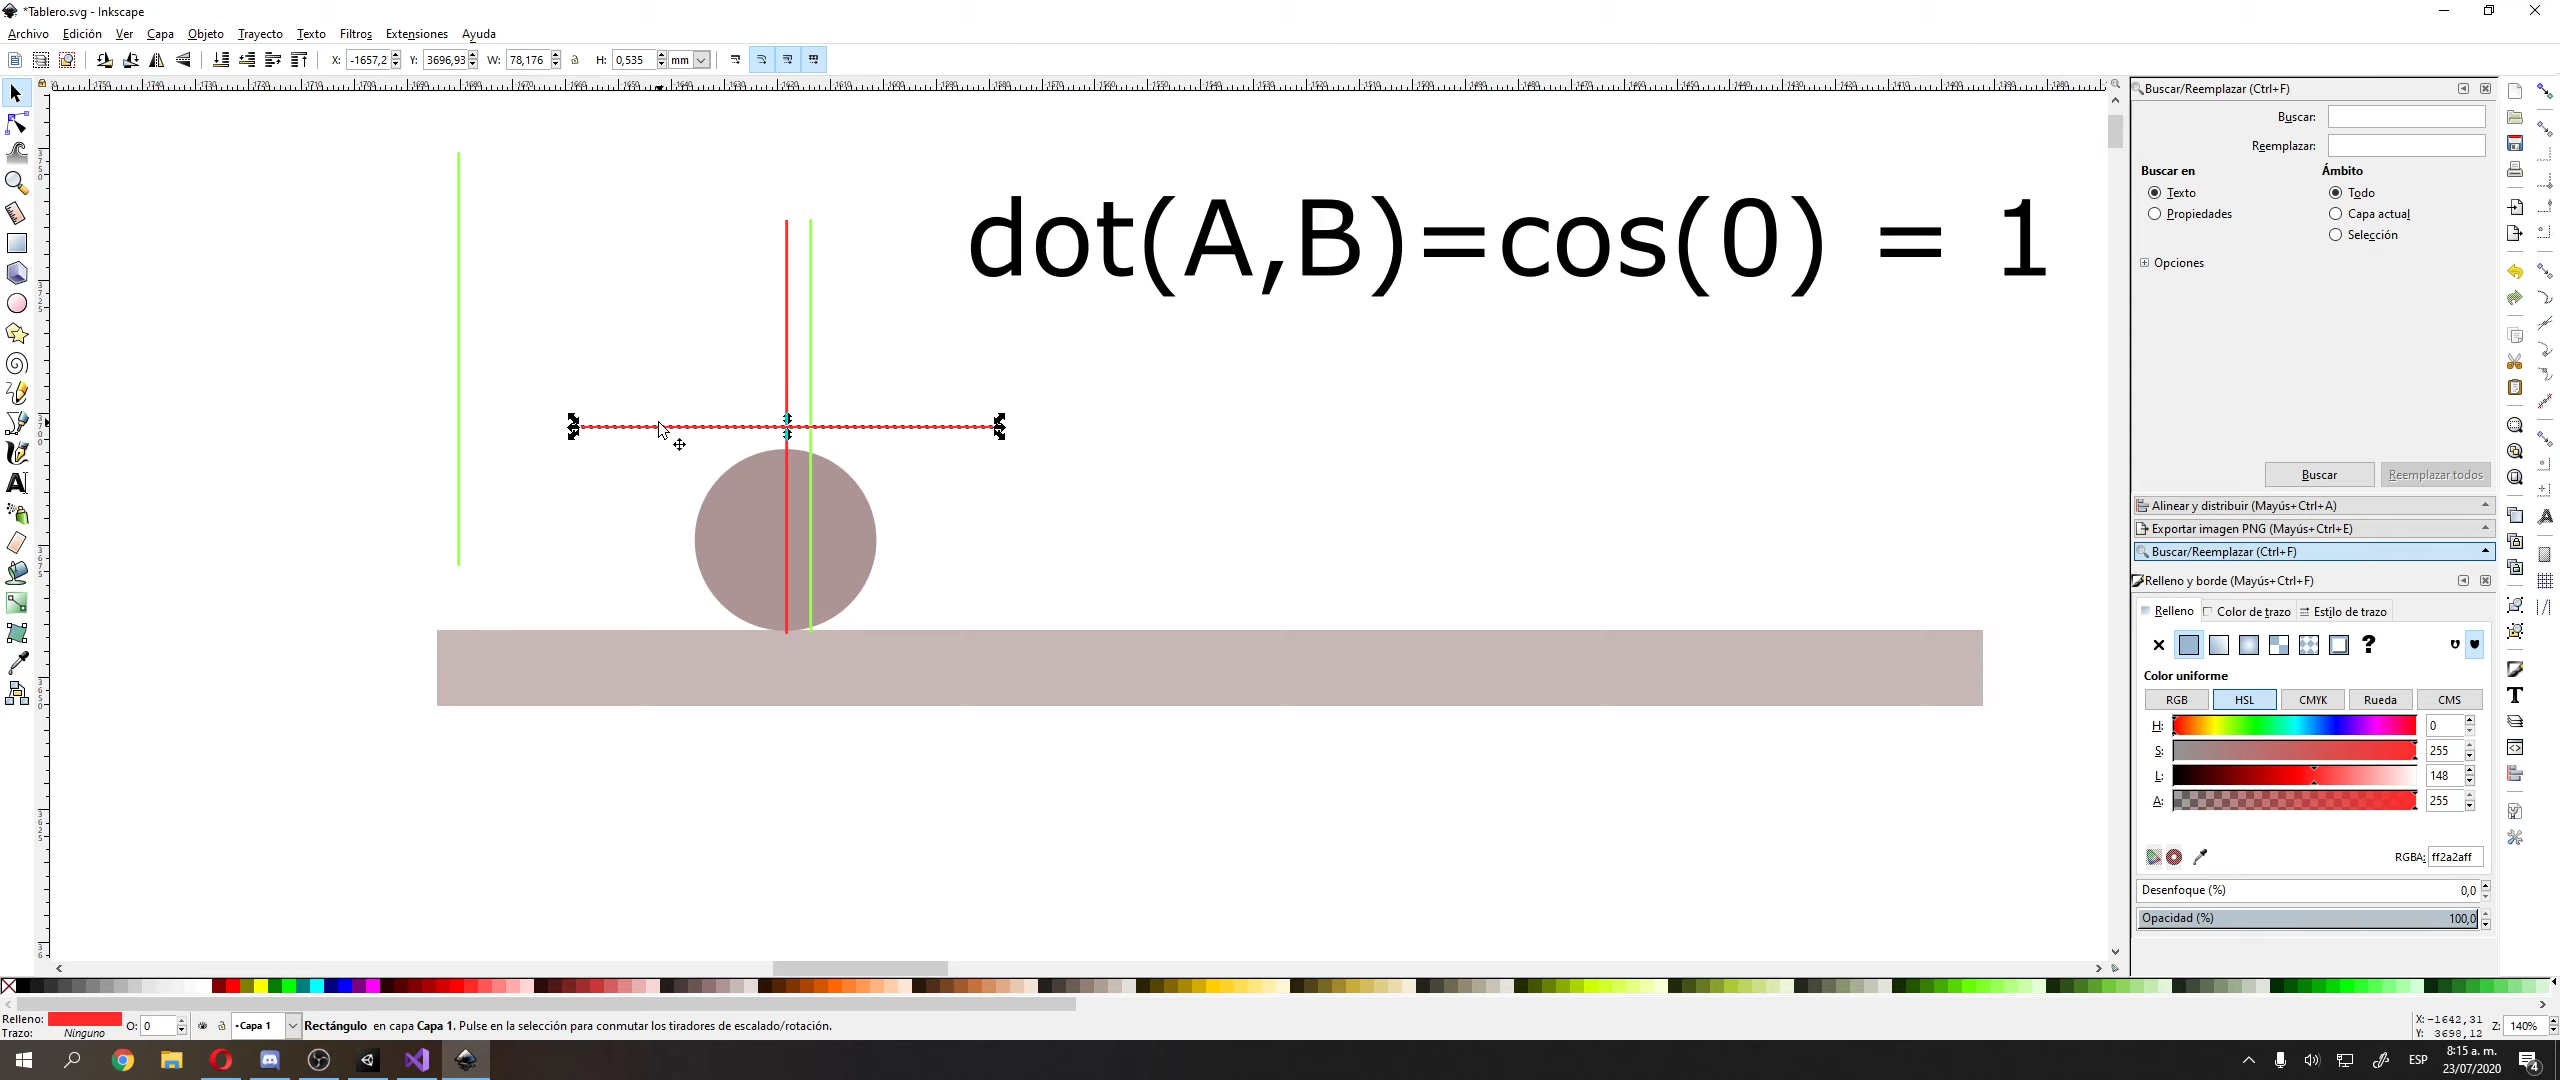 *Tablero.svg - Inkscape
Archivo Edición Ver Capa Objeto Trayecto Texto Filtros Extensiones Ayuda
X: -1657,2 Y: 3696,93 W: 78,176 H: 0,535 mm
Buscar/Reemplazar (Ctrl+F)
Buscar:
Reemplazar:
Buscar en Ámbito
Texto Todo
Propiedades Capa actual
Selección
Opciones
dot(A,B)=cos(0) = 1
Buscar Reemplazar todos
Alinear y distribuir (Mayús+Ctrl+A)
Exportar imagen PNG (Mayús+Ctrl+E)
Buscar/Reemplazar (Ctrl+F)
Relleno y borde (Mayús+Ctrl+F)
Relleno Color de trazo Estilo de trazo
Color uniforme
RGB HSL CMYK Rueda CMS
H: 0
S: 255
L: 148
A: 255
RGBA: ff2a2aff
Desenfoque (%) 0,0
Opacidad (%) 100,0
Relleno:
Trazo: Ninguno
O: 0
Capa 1
Rectángulo en capa Capa 1. Pulse en la selección para conmutar los tiradores de escalado/rotación.
X: -1642,31
Y: 3698,12
Z: 140%
ESP
8:15 a. m.
23/07/2020
4